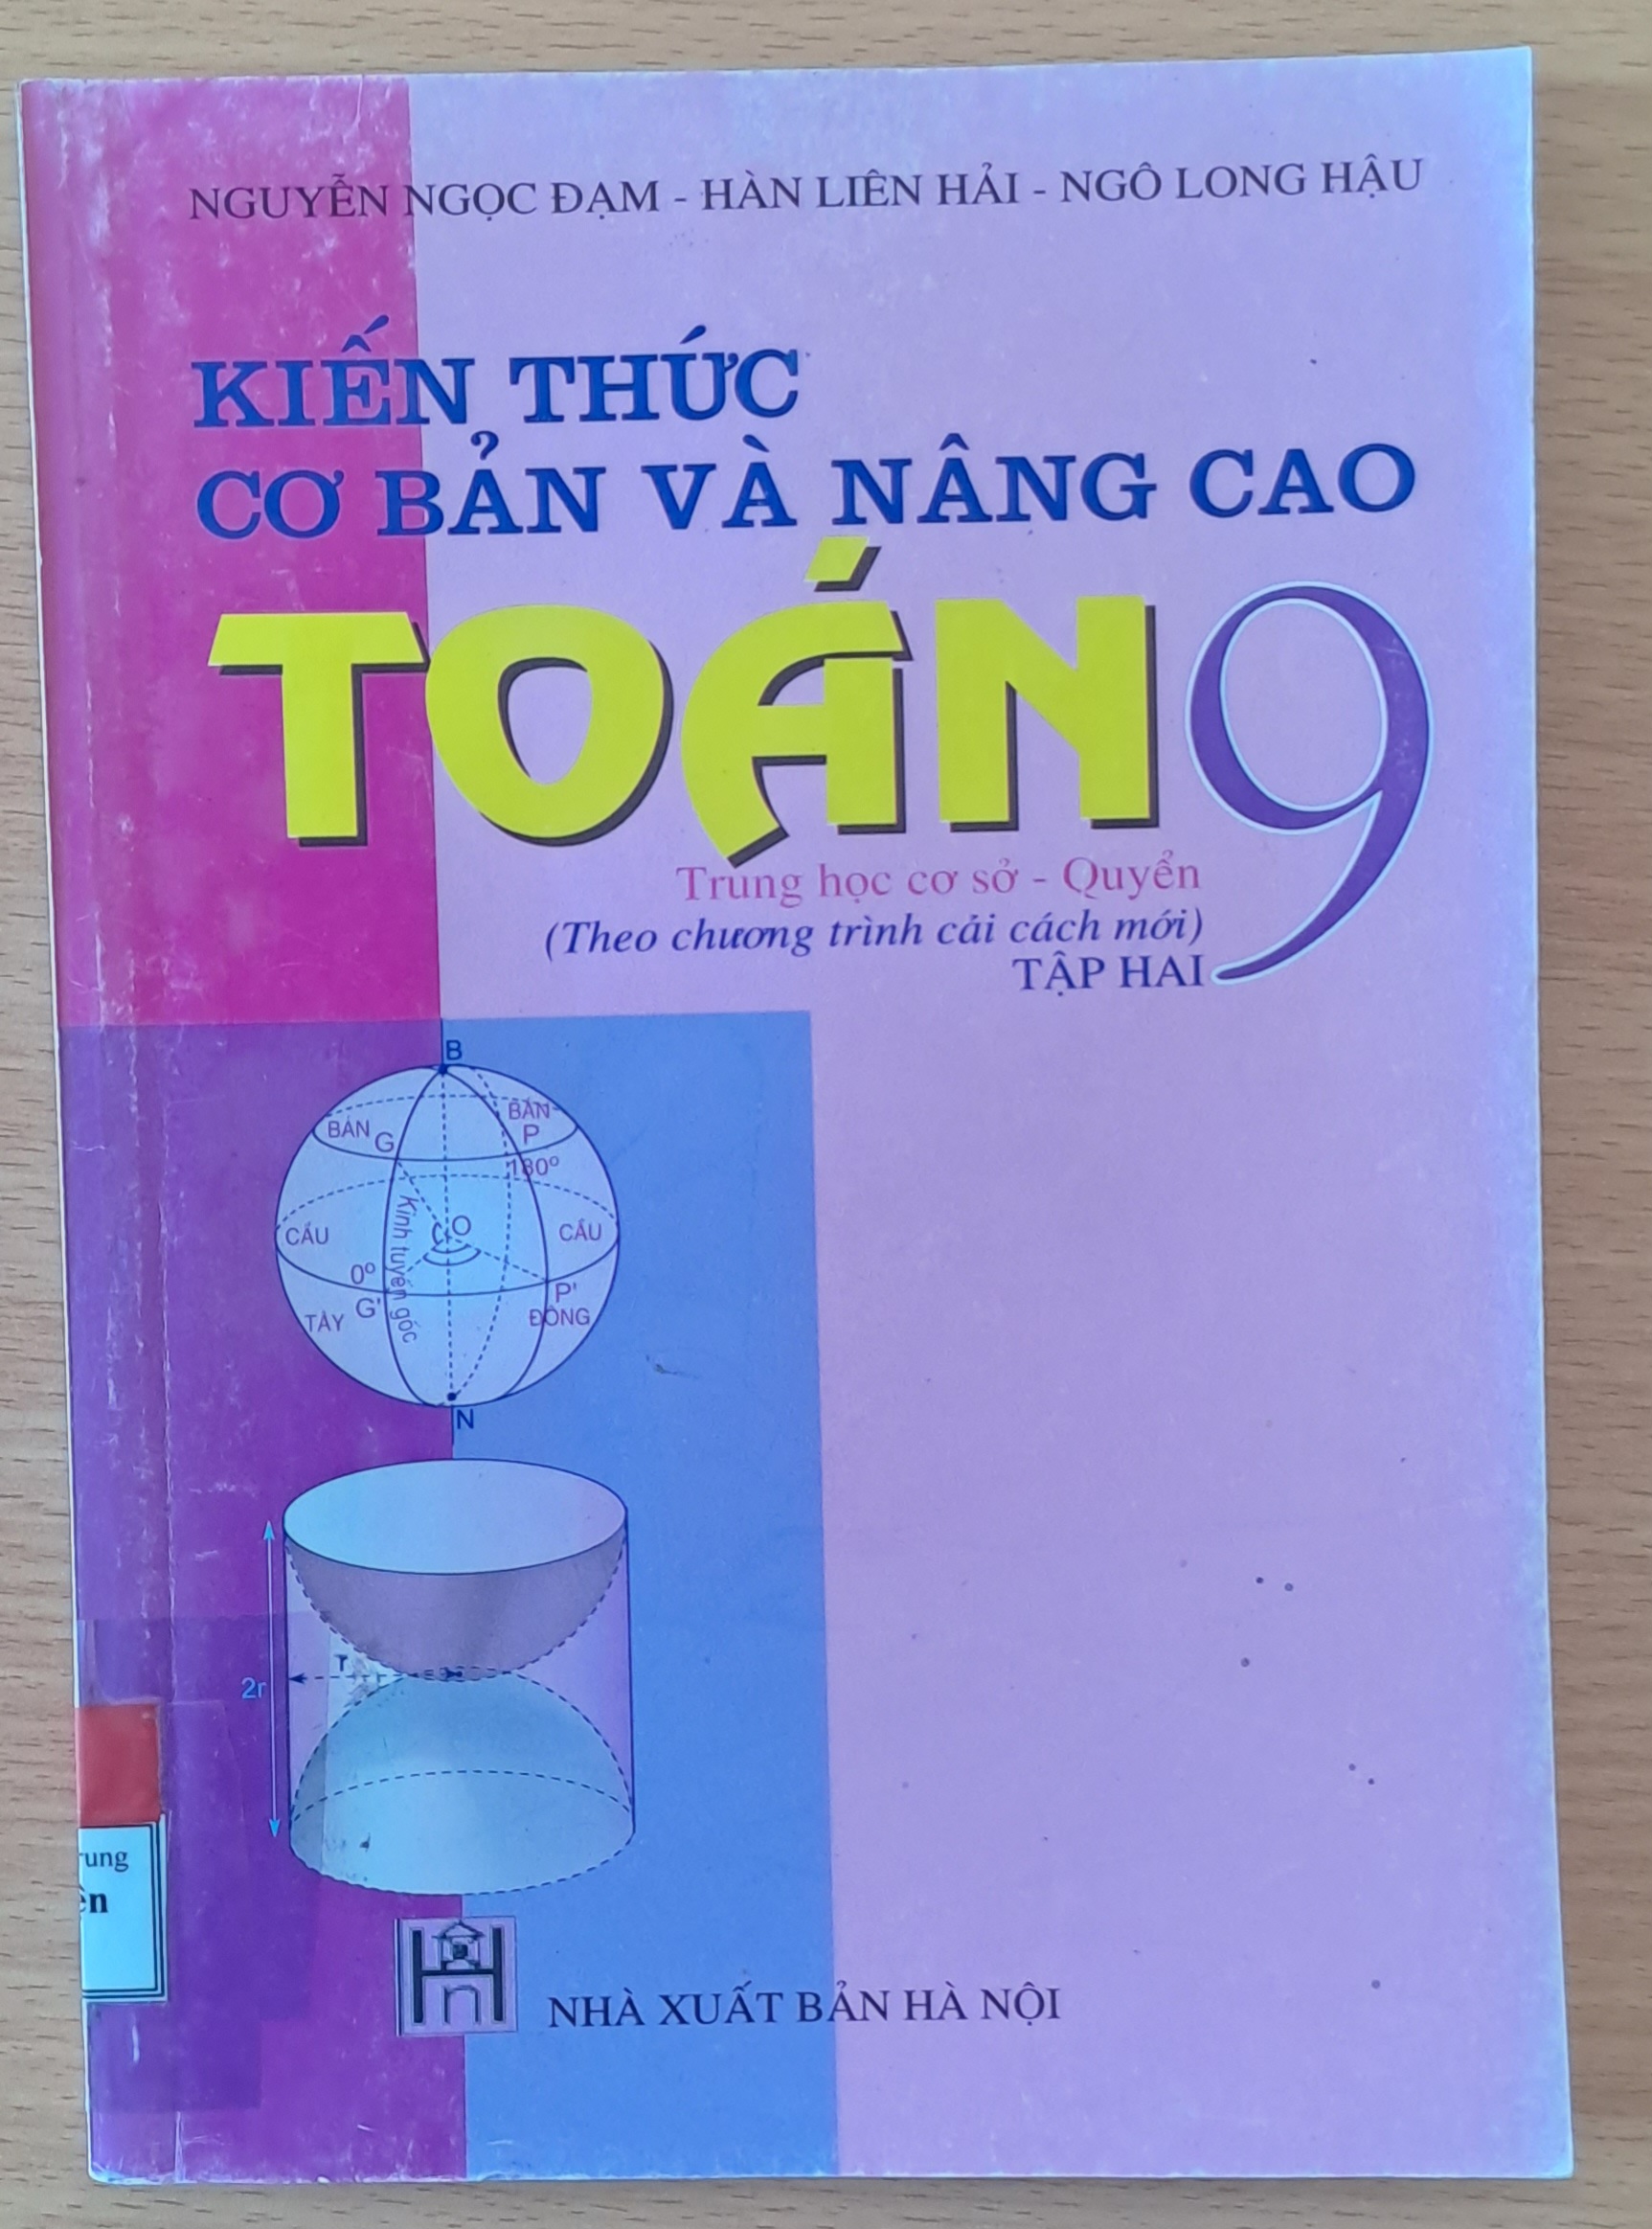 NGUYỄN NGỌC ĐẠM - HÀN LIÊN HẢI - NGÔ LONG HẬU
KIẾN THỨC
CƠ BẢN VÀ NÂNG CAO
TOÁN 9
Trung học cơ sở - Quyển
(Theo chương trình cải cách mới)
TẬP HAI
B
BÁN
G
BÁN
P
180º
Kinh tuyến gốc
O
CẦU
CẦU
0º
G'
P'
TÂY
ĐÔNG
N
r
2r
NHÀ XUẤT BẢN HÀ NỘI